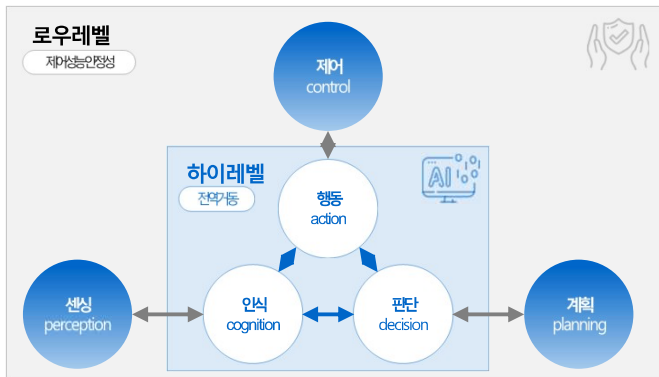 로우레벨
제어성능안정성
제어
control
하이레벨
전역거동
AI
행동
action
센싱
perception
인식
cognition
판단
decision
계획
planning